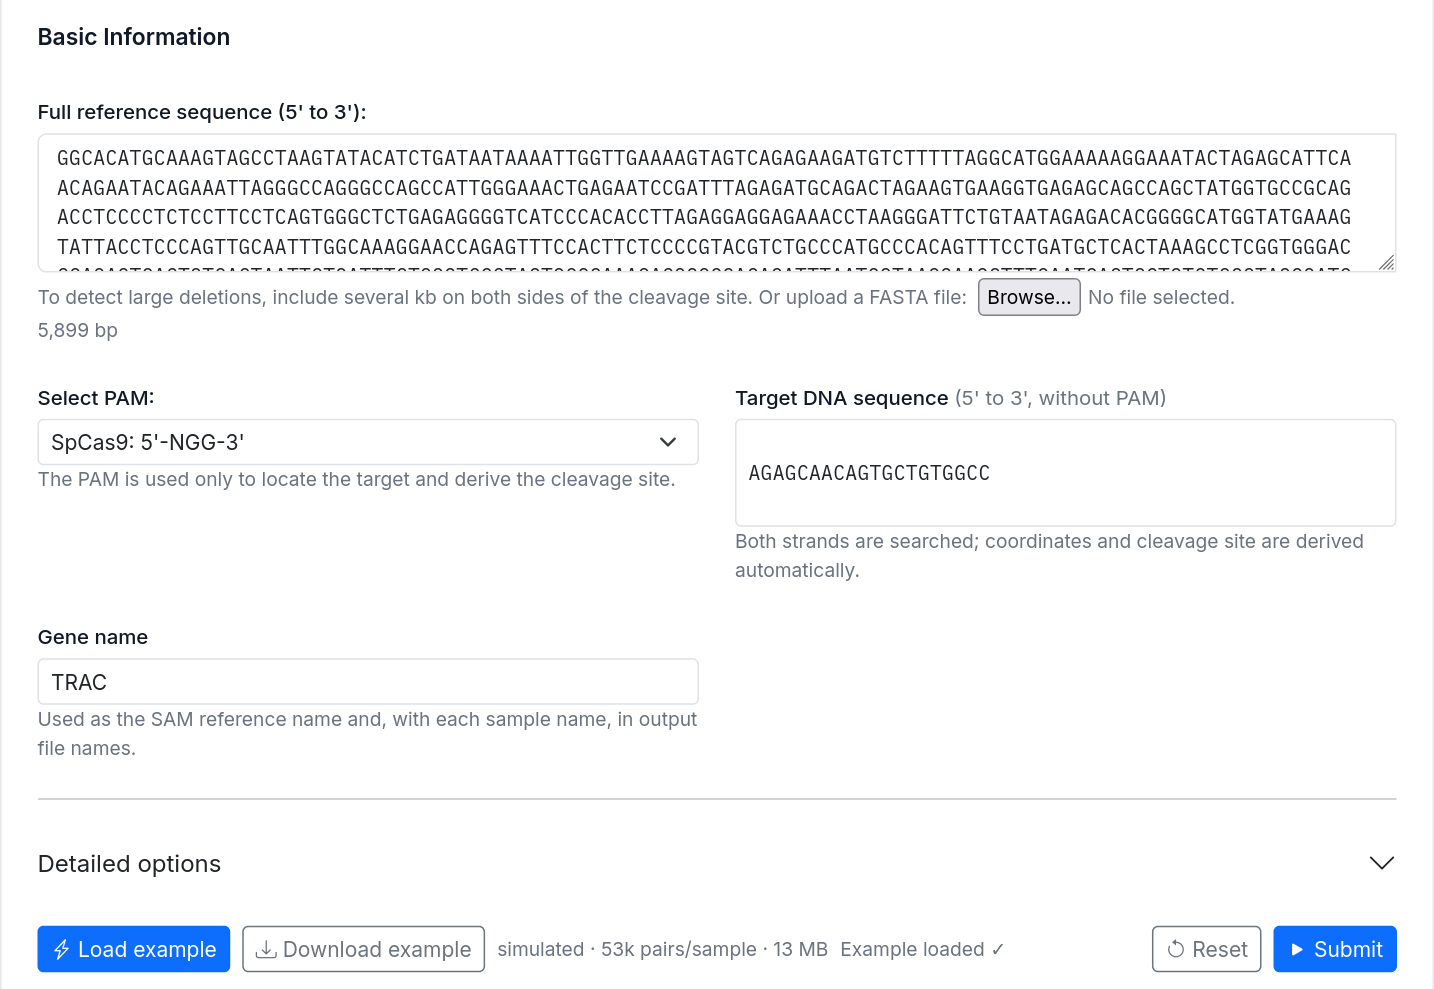 Basic Information
Full reference sequence (5' to 3'):
GGCACATGCAAAGTAGCCTAAGTATACATCTGATAATAAAATTGGTTGAAAAGTAGTCAGAGAAGATGTCTTTTTAGGCATGGAAAAAGGAAATACTAGAGCATTCA
ACAGAATACAGAAATTAGGGCCAGGGCCAGCCATTGGGAAACTGAGAATCCGATTTAGAGATGCAGACTAGAAGTGAAGGTGAGAGCAGCCAGCTATGGTGCCGCAG
ACCTCCCCTCTCCTTCCTCAGTGGGCTCTGAGAGGGGTCATCCCACACCTTAGAGGAGGAGAAACCTAAGGGATTCTGTAATAGAGACACGGGGCATGGTATGAAAG
TATTACCTCCCAGTTGCAATTTGGCAAAGGAACCAGAGTTTCCACTTCTCCCCGTACGTCTGCCCATGCCCACAGTTTCCTGATGCTCACTAAAGCCTCGGTGGGAC
To detect large deletions, include several kb on both sides of the cleavage site. Or upload a FASTA file: Browse... No file selected.
5,899 bp
Select PAM:
SpCas9: 5'-NGG-3'
The PAM is used only to locate the target and derive the cleavage site.
Target DNA sequence (5' to 3', without PAM)
AGAGCAACAGTGCTGTGGCC
Both strands are searched; coordinates and cleavage site are derived
automatically.
Gene name
TRAC
Used as the SAM reference name and, with each sample name, in output
file names.
Detailed options
Load example Download example simulated · 53k pairs/sample · 13 MB Example loaded ✓ Reset Submit